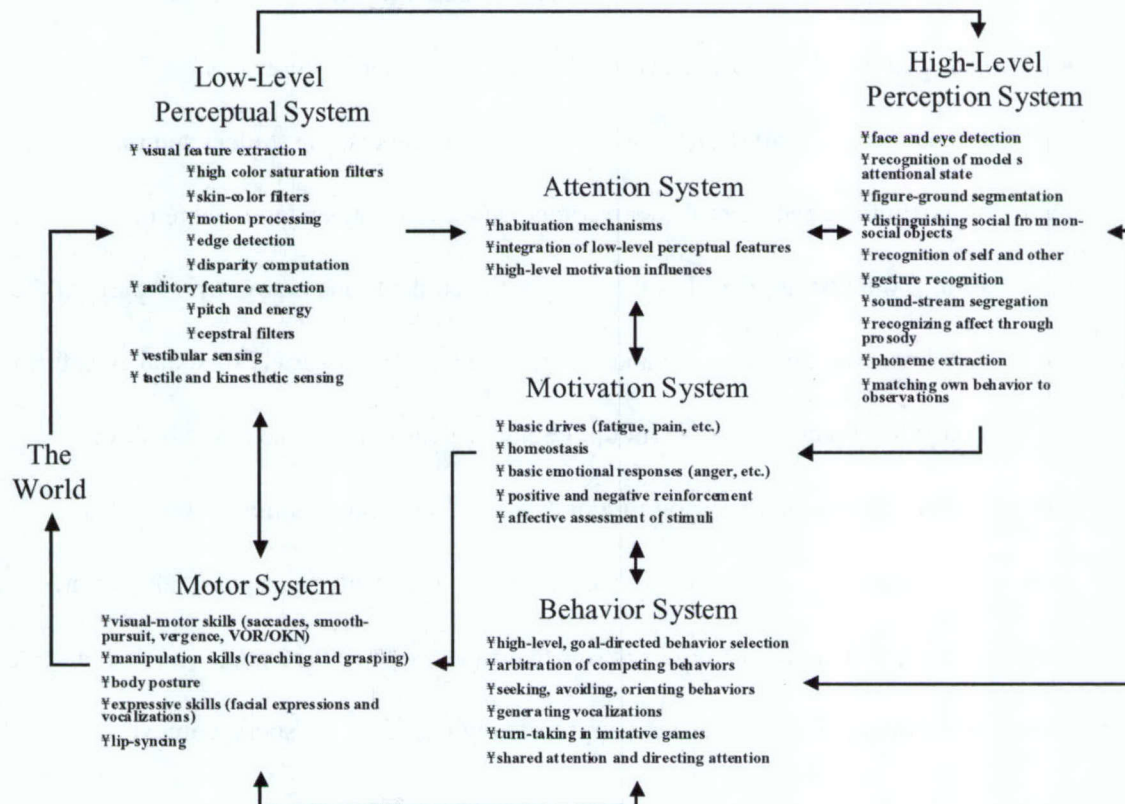 Low-Level
Perceptual System
¥ visual feature extraction
¥ high color saturation filters
¥ skin-color filters
¥ motion processing
¥ edge detection
¥ disparity computation
¥ auditory feature extraction
¥ pitch and energy
¥ cepstral filters
¥ vestibular sensing
¥ tactile and kinesthetic sensing
Attention System
¥ habituation mechanisms
¥ integration of low-level perceptual features
¥ high-level motivation influences
High-Level
Perception System
¥ face and eye detection
¥ recognition of model s
attentional state
¥ figure-ground segmentation
¥ distinguishing social from non-
social objects
¥ recognition of self and other
¥ gesture recognition
¥ sound-stream segregation
¥ recognizing affect through
prosody
¥ phoneme extraction
¥ matching own behavior to
observations
The
World
Motivation System
¥ basic drives (fatigue, pain, etc.)
¥ homeostasis
¥ basic emotional responses (anger, etc.)
¥ positive and negative reinforcement
¥ affective assessment of stimuli
Motor System
¥ visual-motor skills (saccades, smooth-
pursuit, vergence, VOR/OKN)
¥ manipulation skills (reaching and grasping)
¥ body posture
¥ expressive skills (facial expressions and
vocalizations)
¥ lip-syncing
Behavior System
¥ high-level, goal-directed behavior selection
¥ arbitration of competing behaviors
¥ seeking, avoiding, orienting behaviors
¥ generating vocalizations
¥ turn-taking in imitative games
¥ shared attention and directing attention